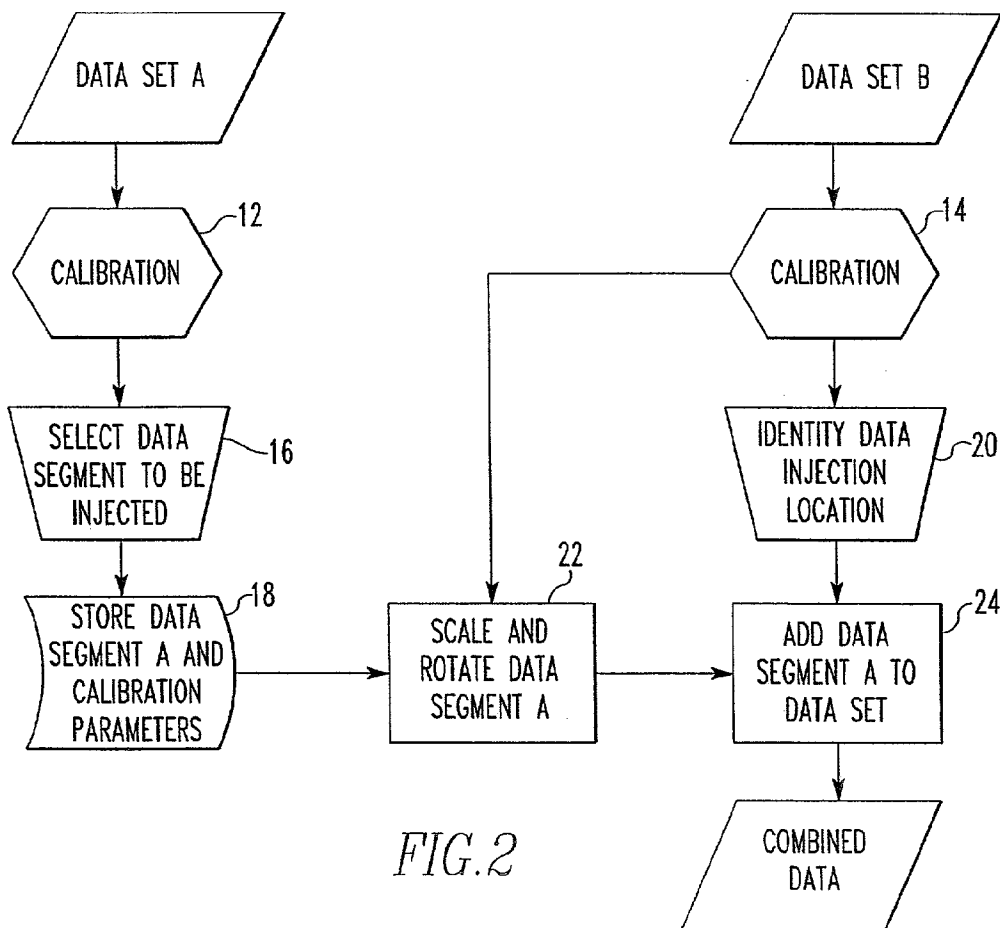 DATA SET A
DATA SET B
12
CALIBRATION
14
CALIBRATION
SELECT DATA
SEGMENT TO BE
INJECTED
16
IDENTITY DATA
INJECTION
LOCATION
20
STORE DATA
SEGMENT A AND
CALIBRATION
PARAMETERS
18
SCALE AND
ROTATE DATA
SEGMENT A
22
ADD DATA
SEGMENT A TO
DATA SET
24
COMBINED
DATA
FIG.2